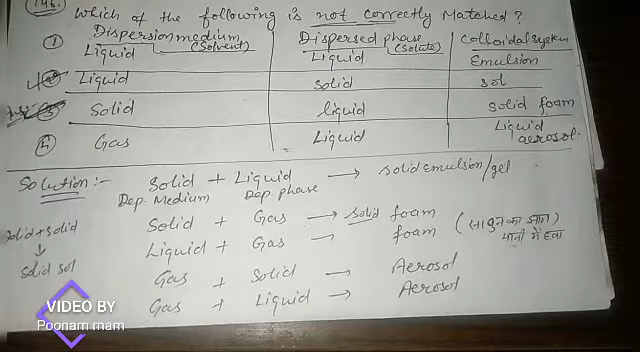 146. Which of the following is not correctly Matched?
Dispersion medium (Solvent) Dispersed phase (Solute) Colloidal system
① Liquid Liquid Emulsion
② Liquid Solid sol
③ Solid liquid solid foam
④ Gas Liquid Liquid aerosol.
Solution:- Solid + Liquid → solid emulsion/gel
Dep. Medium Dep phase
Solid + Gas → solid foam
Solid + Solid
↓
Solid sol
Liquid + Gas → foam (साबुन का झाग)
पानी में हवा
Gas + Solid → Aerosol
Gas + Liquid → Aerosol
VIDEO BY
Poonam mam